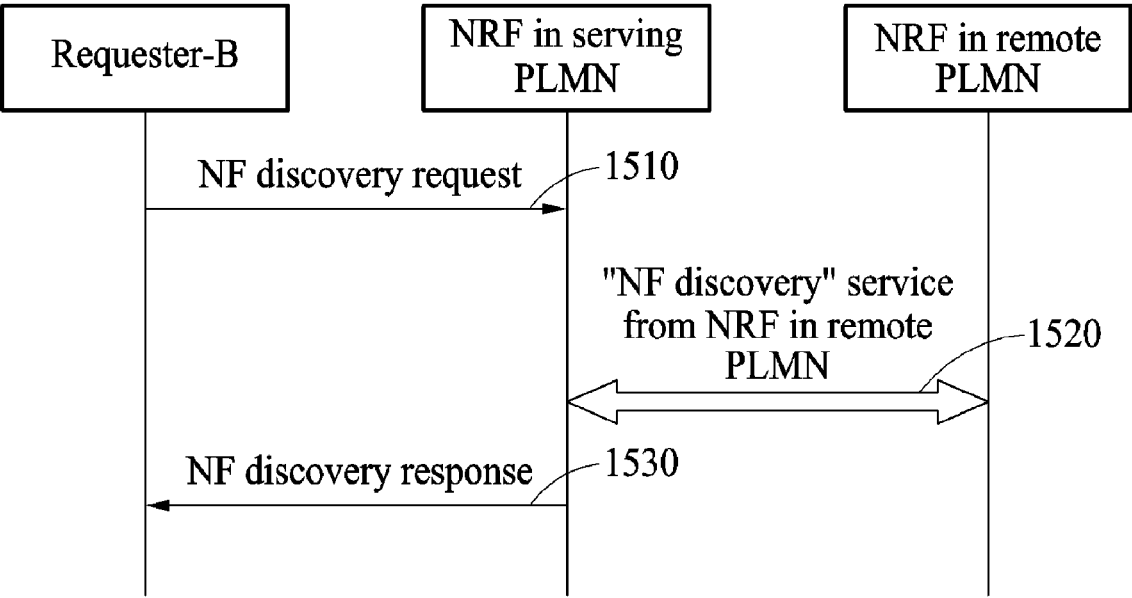 Requester-B
NRF in serving
PLMN
NRF in remote
PLMN
NF discovery request
1510
"NF discovery" service
from NRF in remote
PLMN
1520
NF discovery response
1530